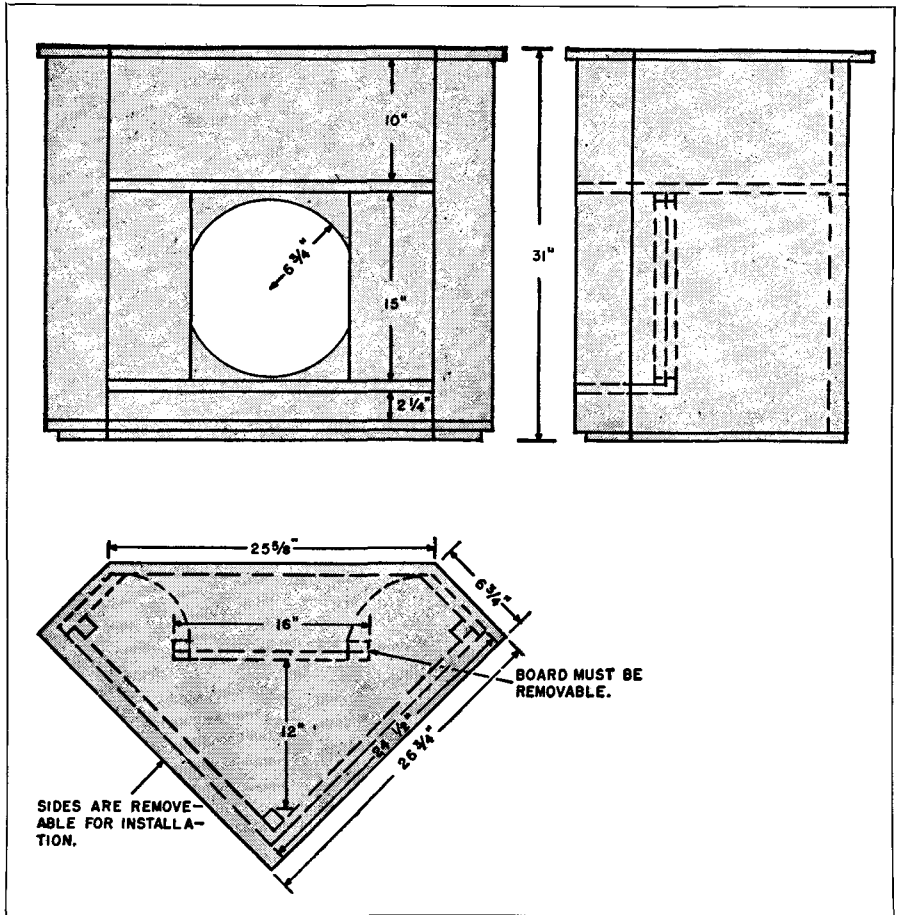 10"
6 3/4"
15"
2 1/4"
31"
25 5/8"
6 3/4"
16"
BOARD MUST BE
REMOVABLE.
12"
24 1/2"
26 3/4"
SIDES ARE REMOVE-
ABLE FOR INSTALLA-
TION.